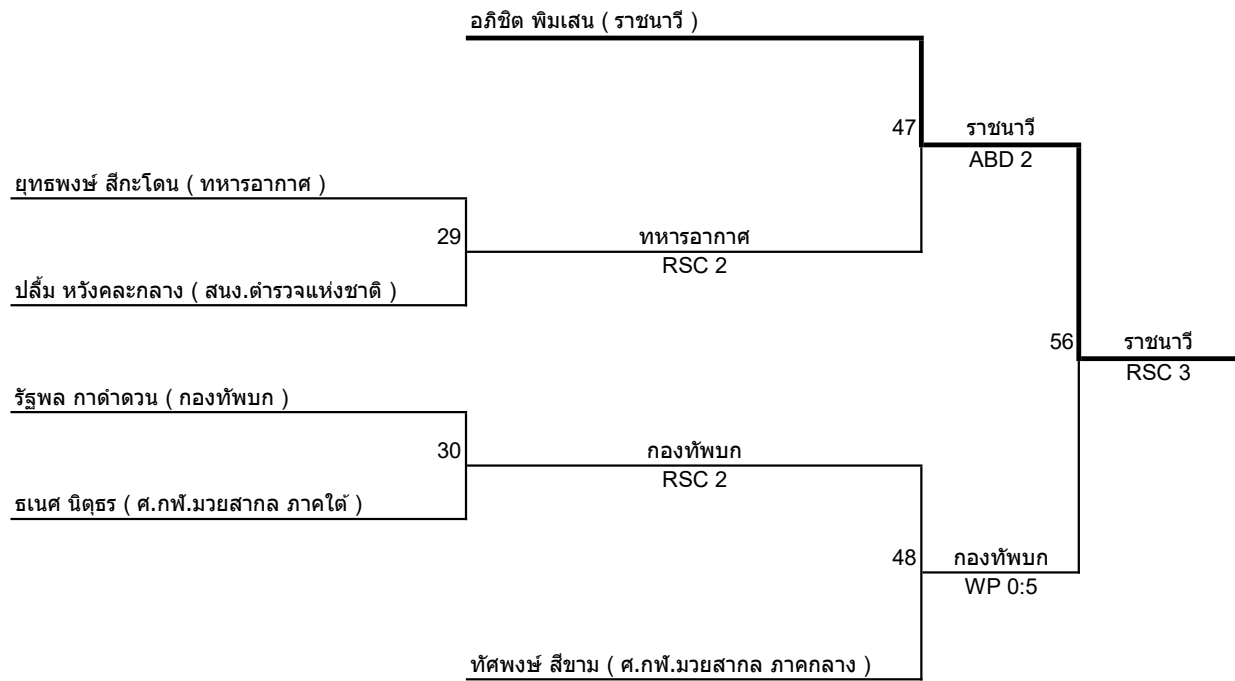 อภิชิต พิมเสน ( ราชนาวี )
47
ราชนาวี
ABD 2
ยุทธพงษ์ สีกะโดน ( ทหารอากาศ )
29
ทหารอากาศ
RSC 2
ปลื้ม หวังคละกลาง ( สนง.ตำรวจแห่งชาติ )
56
ราชนาวี
RSC 3
รัฐพล กาดำดวน ( กองทัพบก )
30
กองทัพบก
RSC 2
ธเนศ นิตุธร ( ศ.กฬ.มวยสากล ภาคใต้ )
48
กองทัพบก
WP 0:5
ทัศพงษ์ สีขาม ( ศ.กฬ.มวยสากล ภาคกลาง )